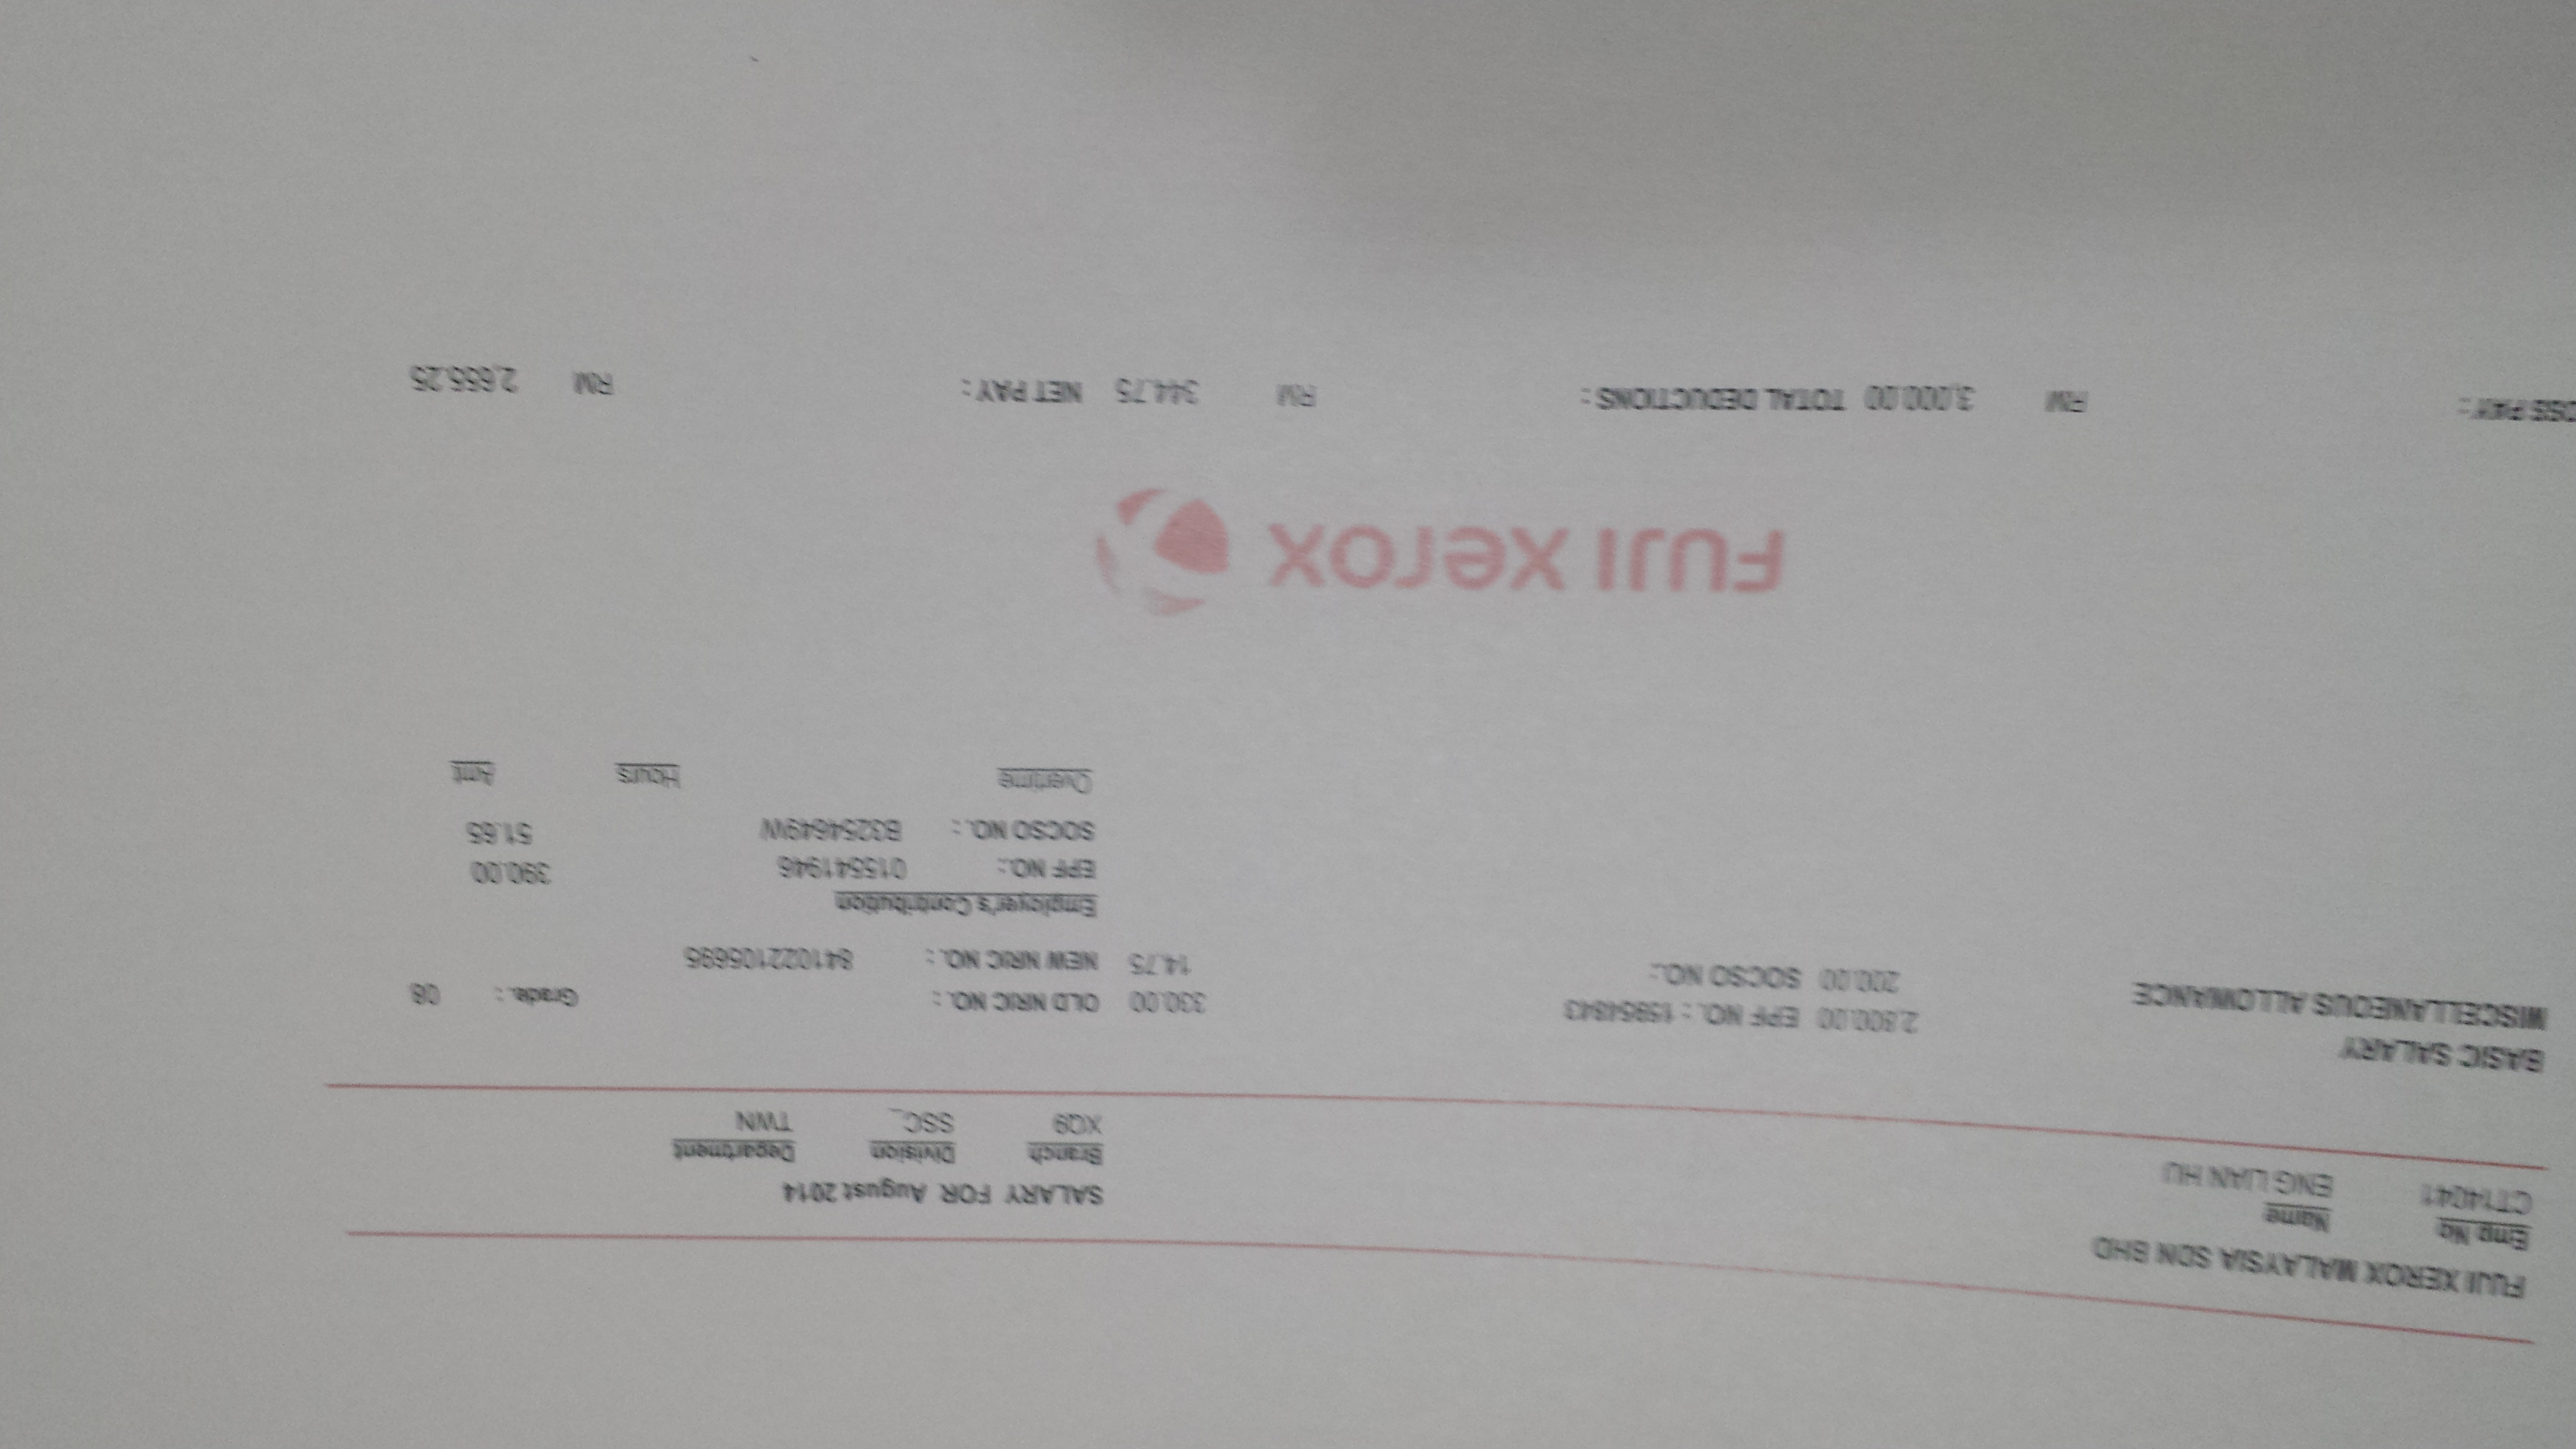 FUJI XEROX MALAYSIA SDN BHD
Emp No Name
CT14041 ENG LIAN HU
SALARY FOR August 2014
Branch Division Department
XQ9 SSC_ TWN
BASIC SALARY 2,800.00 EPF NO. : 15954843 330.00 OLD NRIC NO. : Grade. : 08
MISCELLANEOUS ALLOWANCE 200.00 SOCSO NO.: 14.75 NEW NRIC NO. : 841022105695
Employer's Contribution
EPF NO.: 015541946 390.00
SOCSO NO. : B3254649W 51.65
Overtime Hours Amt
FUJI xerox
OSS PAY : RM 3,000.00 TOTAL DEDUCTIONS : RM 344.75 NET PAY : RM 2,655.25